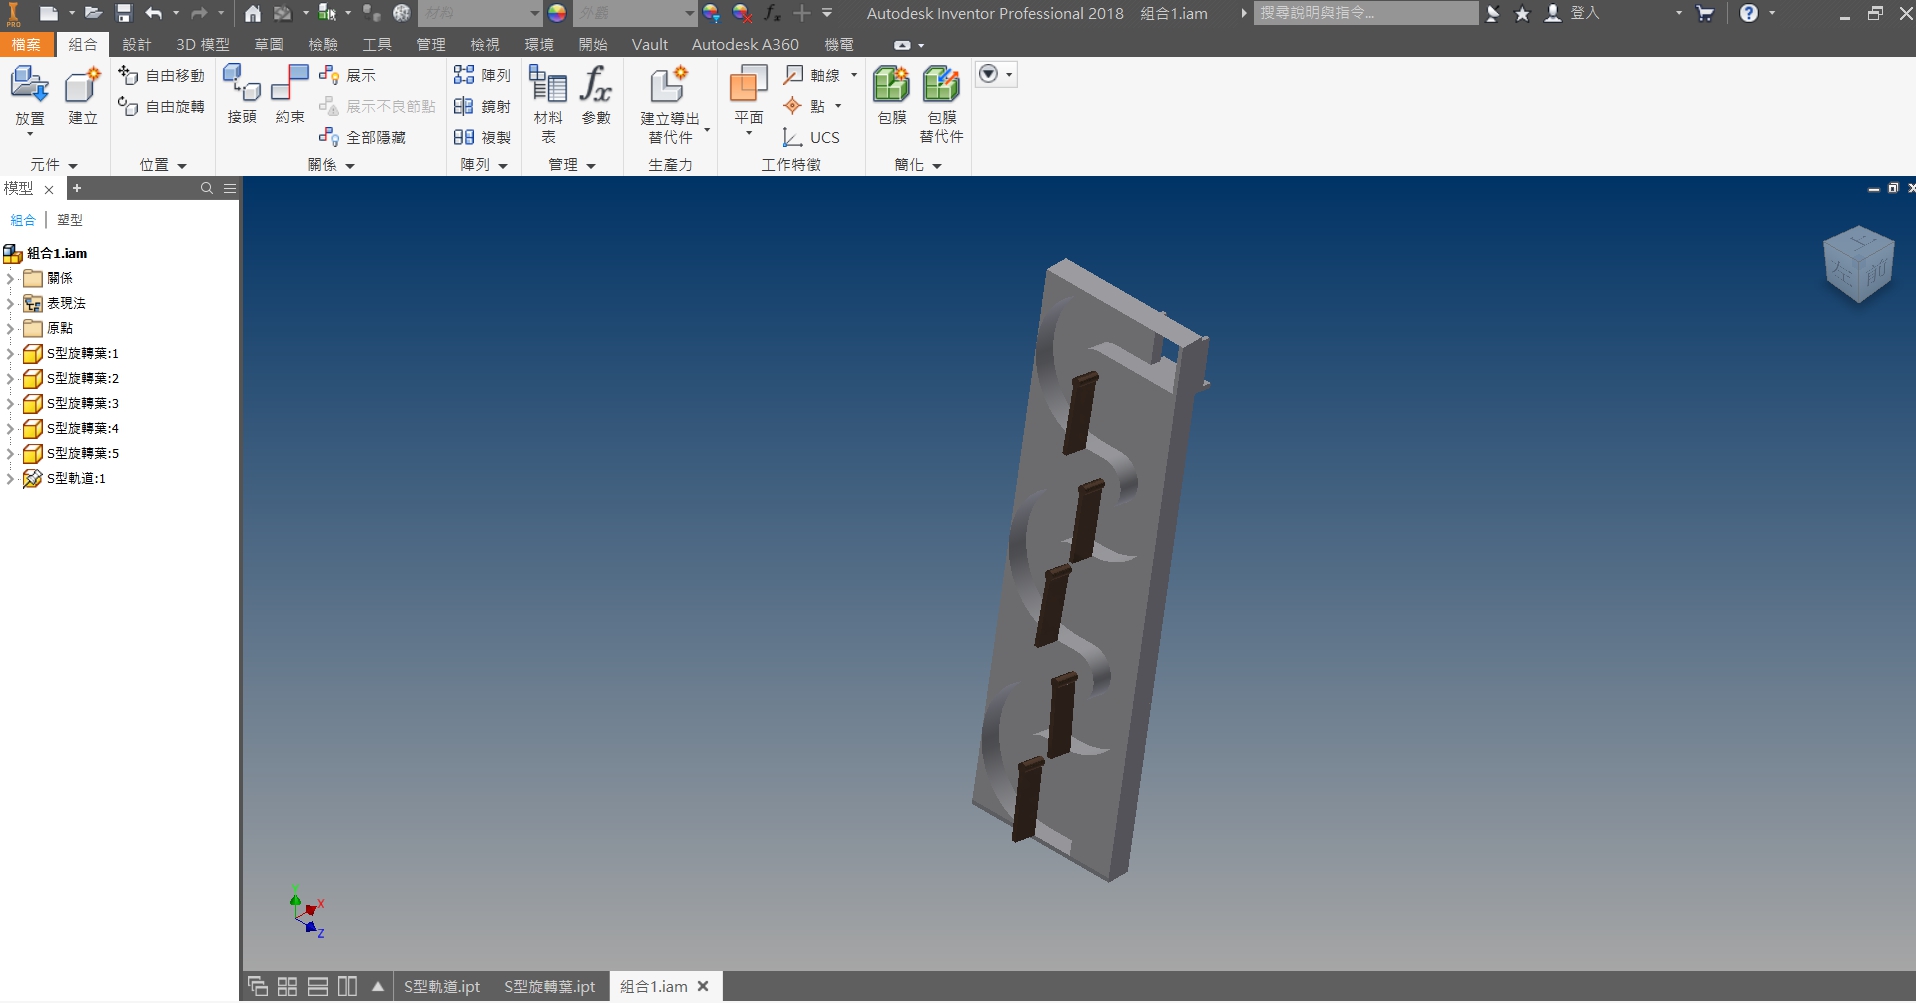 PRO
材料
外觀
Autodesk Inventor Professional 2018 組合1.iam
搜尋說明與指令...
登入
檔案 組合 設計 3D 模型 草圖 檢驗 工具 管理 檢視 環境 開始 Vault Autodesk A360 機電
放置
建立
自由移動
自由旋轉
接頭
約束
展示
展示不良節點
全部隱藏
陣列
鏡射
複製
材料
表
參數
建立導出
替代件
平面
軸線
點
UCS
包膜
包膜
替代件
元件 位置 關係 陣列 管理 生產力 工作特徵 簡化
模型
組合 塑型
組合1.iam
關係
表現法
原點
S型旋轉葉:1
S型旋轉葉:2
S型旋轉葉:3
S型旋轉葉:4
S型旋轉葉:5
S型軌道:1
上
左 前
X
Z
S型軌道.ipt S型旋轉葉.ipt 組合1.iam